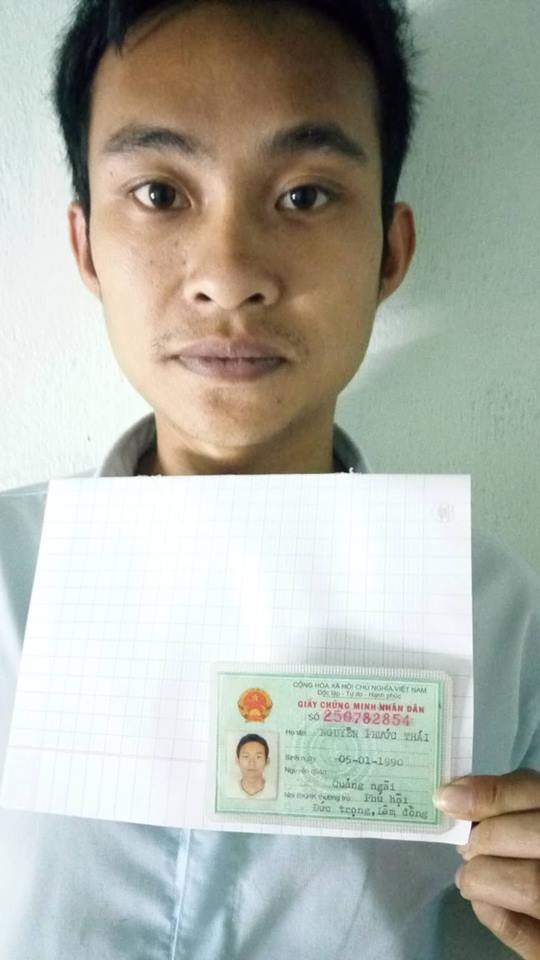 CỘNG HÒA XÃ HỘI CHỦ NGHĨA VIỆT NAM
Độc lập - Tự do - Hạnh phúc
GIẤY CHỨNG MINH NHÂN DÂN
SỐ 250782854
Họ tên NGUYỄN PHƯỚC THÁI
Sinh ngày 05-01-1990
Nguyên quán
Quảng ngãi
Nơi ĐKHK thường trú Phú hội
Đức trọng, Lâm đồng